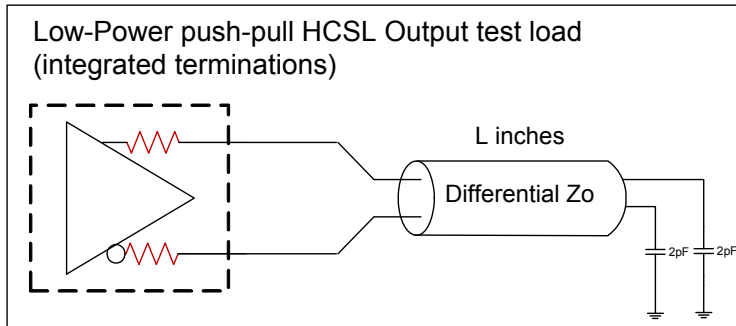 Low-Power push-pull HCSL Output test load
(integrated terminations)
L inches
Differential Zo
2pF
2pF